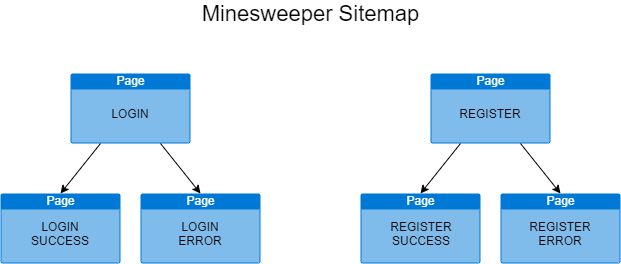 Minesweeper Sitemap
Page
LOGIN
Page
REGISTER
Page
LOGIN
SUCCESS
Page
LOGIN
ERROR
Page
REGISTER
SUCCESS
Page
REGISTER
ERROR